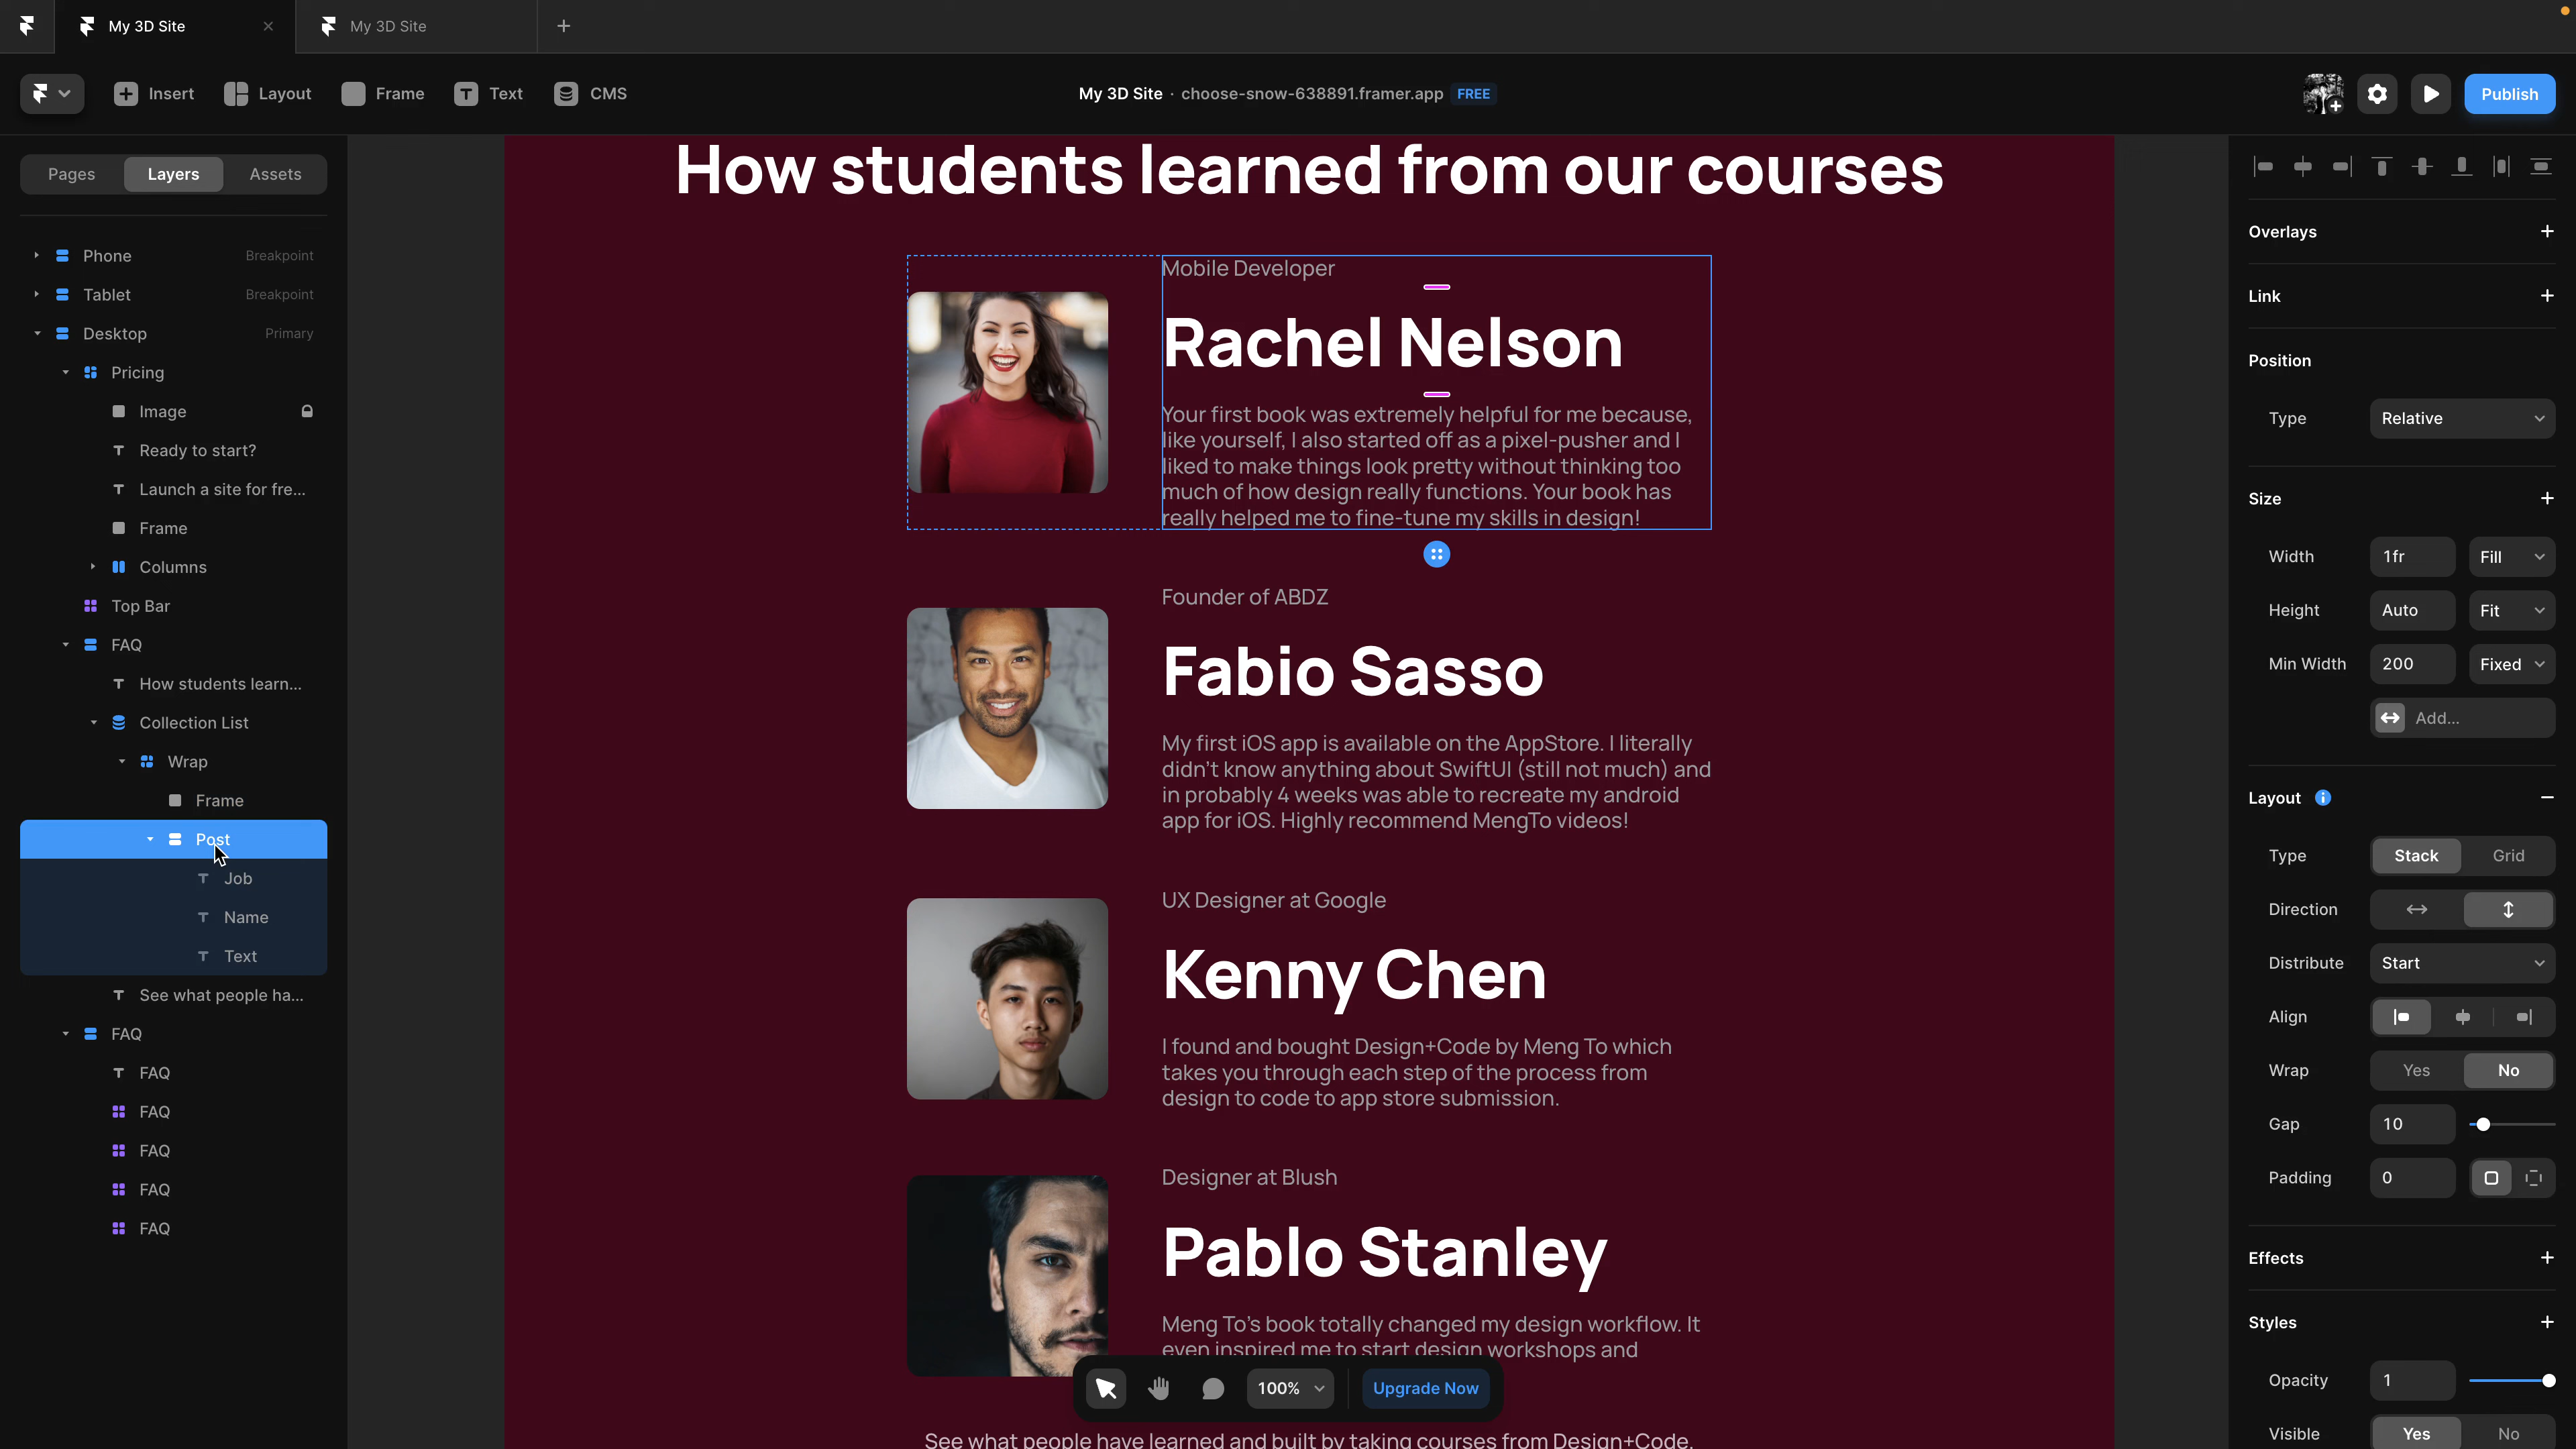 My 3D Site
My 3D Site
Insert
Layout
Frame
Text
CMS
My 3D Site · choose-snow-638891.framer.app FREE
Publish
Pages
Layers
Assets
Phone Breakpoint
Tablet Breakpoint
Desktop Primary
Pricing
Image
Ready to start?
Launch a site for fre...
Frame
Columns
Top Bar
FAQ
How students learn...
Collection List
Wrap
Frame
Post
Job
Name
Text
See what people ha...
FAQ
FAQ
FAQ
FAQ
FAQ
FAQ
How students learned from our courses
Mobile Developer
Rachel Nelson
Your first book was extremely helpful for me because,
like yourself, I also started off as a pixel-pusher and I
liked to make things look pretty without thinking too
much of how design really functions. Your book has
really helped me to fine-tune my skills in design!
Founder of ABDZ
Fabio Sasso
My first iOS app is available on the AppStore. I literally
didn't know anything about SwiftUI (still not much) and
in probably 4 weeks was able to recreate my android
app for iOS. Highly recommend MengTo videos!
UX Designer at Google
Kenny Chen
I found and bought Design+Code by Meng To which
takes you through each step of the process from
design to code to app store submission.
Designer at Blush
Pablo Stanley
Meng To's book totally changed my design workflow. It
even inspired me to start design workshops and
100%
Upgrade Now
See what people have learned and built by taking courses from Design+Code.
Overlays
Link
Position
Type Relative
Size
Width 1fr Fill
Height Auto Fit
Min Width 200 Fixed
Add...
Layout
Type Stack Grid
Direction
Distribute Start
Align
Wrap Yes No
Gap 10
Padding 0
Effects
Styles
Opacity 1
Visible Yes No